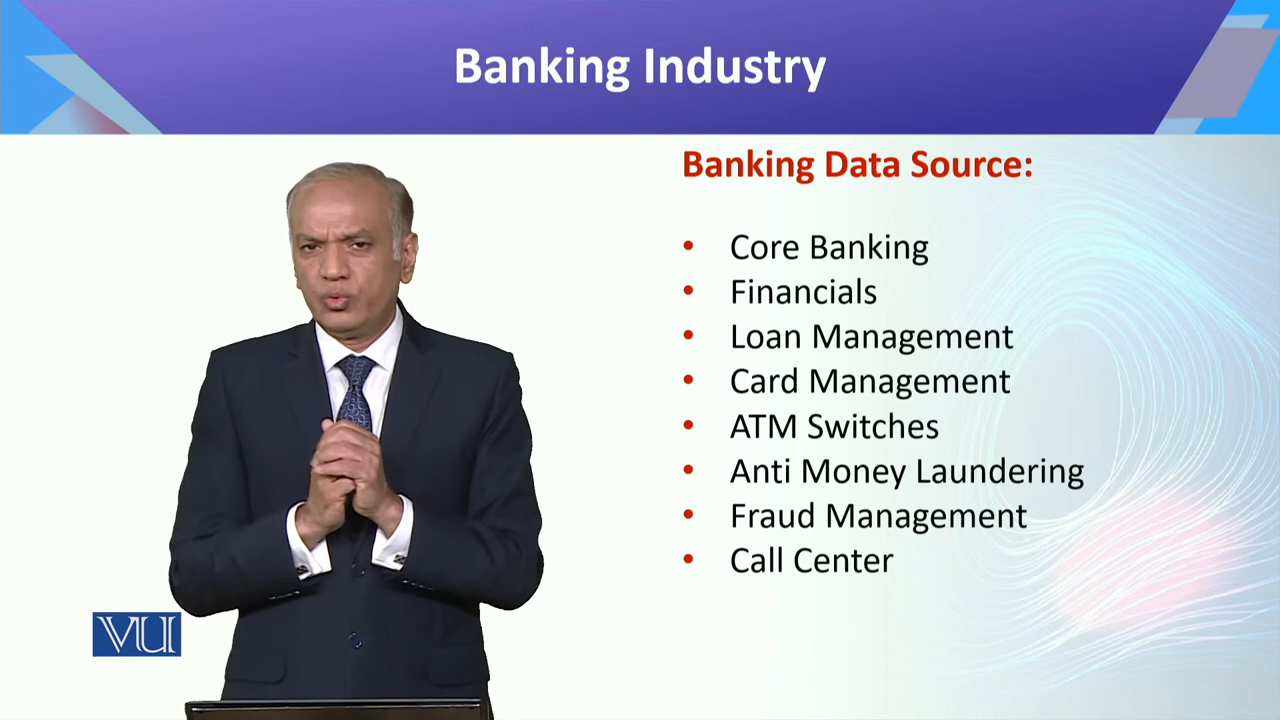 Banking Industry
Banking Data Source:
• Core Banking
• Financials
• Loan Management
• Card Management
• ATM Switches
• Anti Money Laundering
• Fraud Management
• Call Center
VU